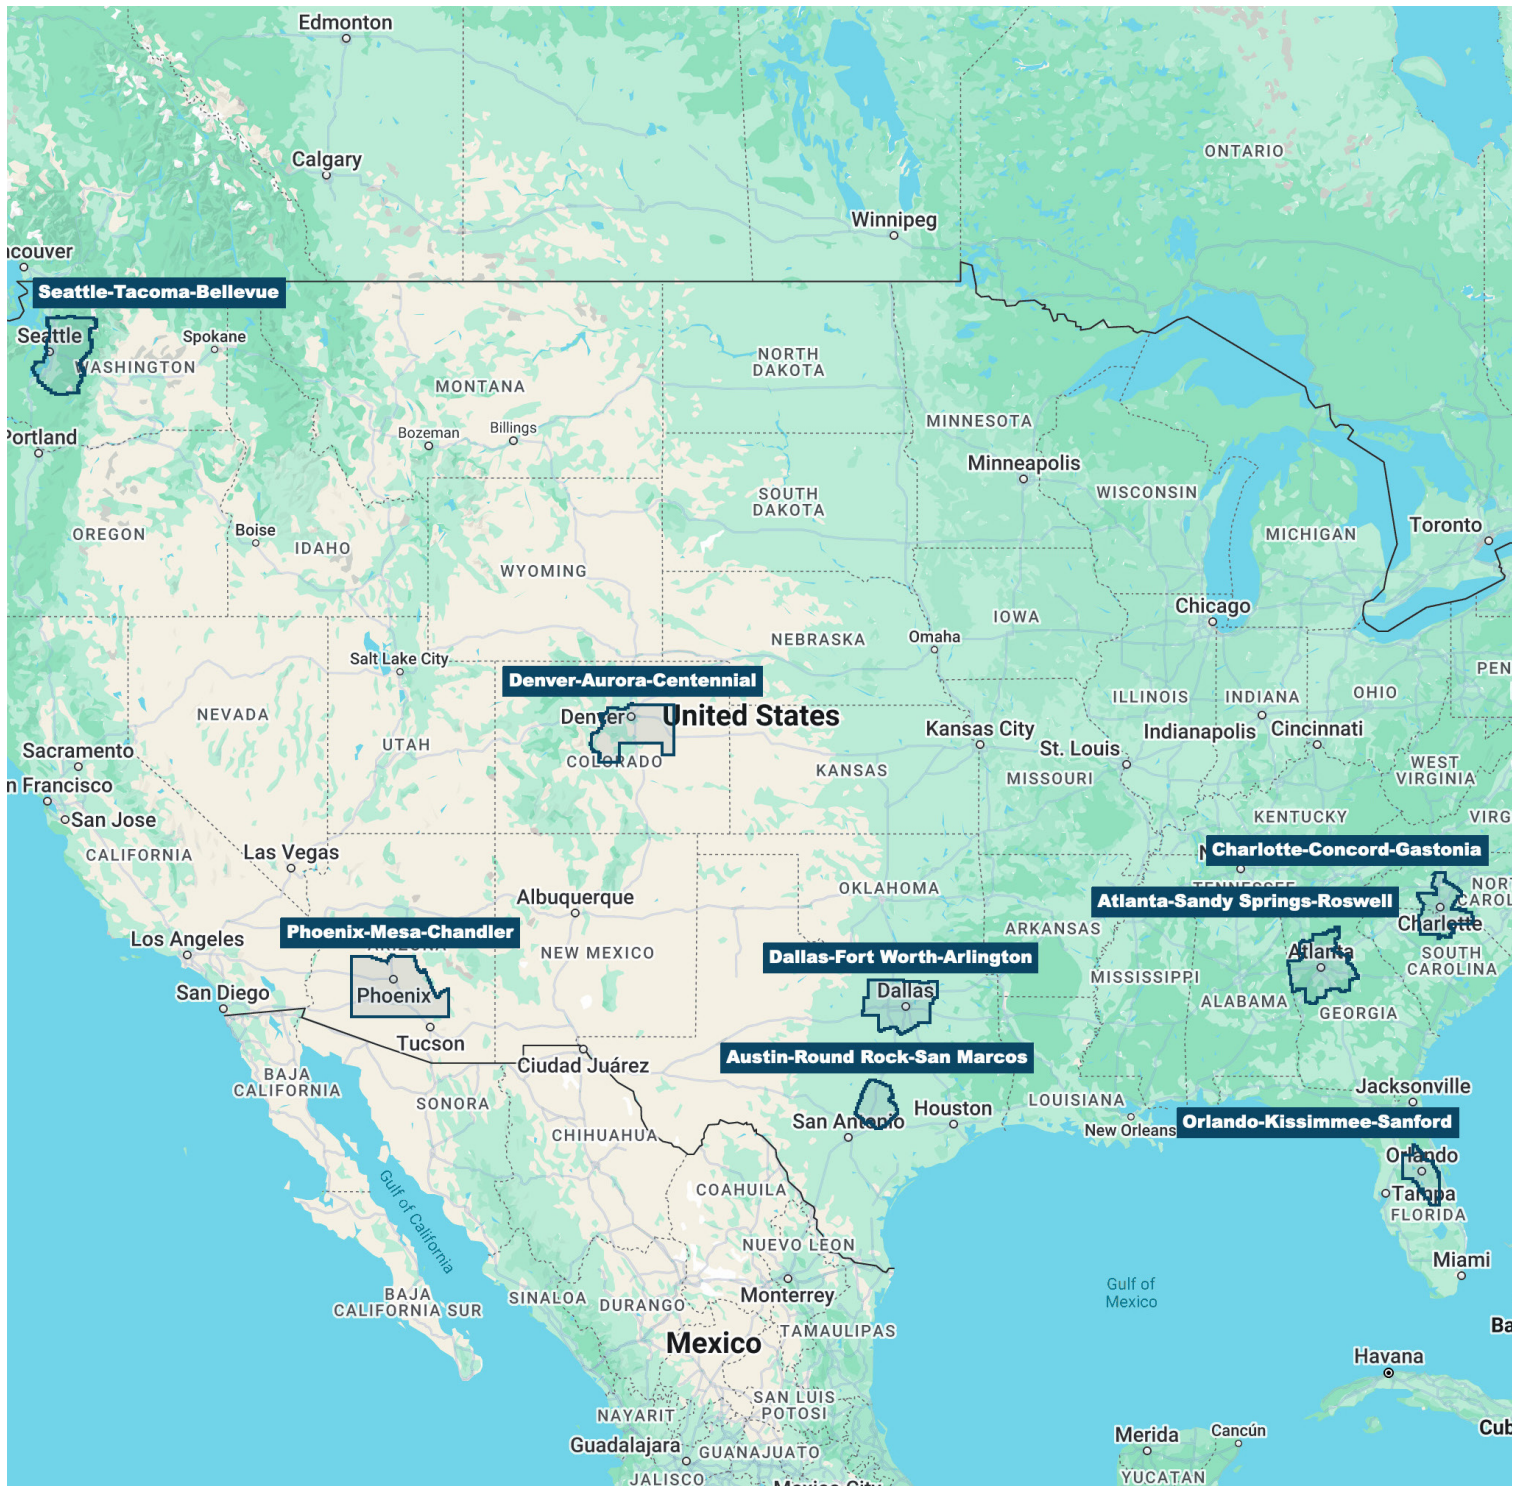 Edmonton
Calgary
ONTARIO
Winnipeg
ncouver
Seattle-Tacoma-Bellevue
Seattle
Spokane
WASHINGTON
NORTH
DAKOTA
MONTANA
MINNESOTA
Bozeman
Billings
Portland
Minneapolis
SOUTH
DAKOTA
WISCONSIN
OREGON
Boise
IDAHO
MICHIGAN
Toronto
WYOMING
Chicago
IOWA
NEBRASKA
Omaha
Salt Lake City
PEN
Denver-Aurora-Centennial
ILLINOIS
INDIANA
OHIO
NEVADA
Denver
United States
UTAH
Kansas City
Indianapolis
Cincinnati
Sacramento
St. Louis
COLORADO
KANSAS
MISSOURI
WEST
VIRGINIA
n Francisco
San Jose
KENTUCKY
VIRG
CALIFORNIA
Las Vegas
N
Charlotte-Concord-Gastonia
TENNESSEE
OKLAHOMA
Albuquerque
NORT
CAROL
Atlanta-Sandy Springs-Roswell
Charlotte
ARKANSAS
Los Angeles
Phoenix-Mesa-Chandler
ARIZONA
NEW MEXICO
Dallas-Fort Worth-Arlington
Atlanta
SOUTH
CAROLINA
MISSISSIPPI
San Diego
Phoenix
Dallas
ALABAMA
GEORGIA
Tucson
Austin-Round Rock-San Marcos
Ciudad Juárez
BAJA
CALIFORNIA
SONORA
Jacksonville
LOUISIANA
San Antonio
Houston
New Orleans
Orlando-Kissimmee-Sanford
CHIHUAHUA
Orlando
COAHUILA
Tampa
FLORIDA
Gulf of California
NUEVO LEON
Miami
Gulf of
Mexico
BAJA
CALIFORNIA SUR
SINALOA
DURANGO
Monterrey
Ba
TAMAULIPAS
Mexico
Havana
SAN LUIS
POTOSI
NAYARIT
Cub
Merida
Cancún
Guadalajara
GUANAJUATO
JALISCO
YUCATAN
Mexico City